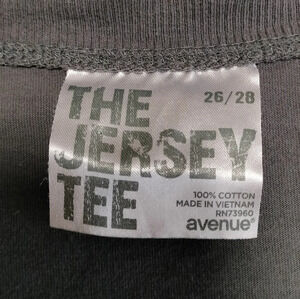 THE 26/28
JERSEY
TEE
100% COTTON
MADE IN VIETNAM
RN73960
avenue®